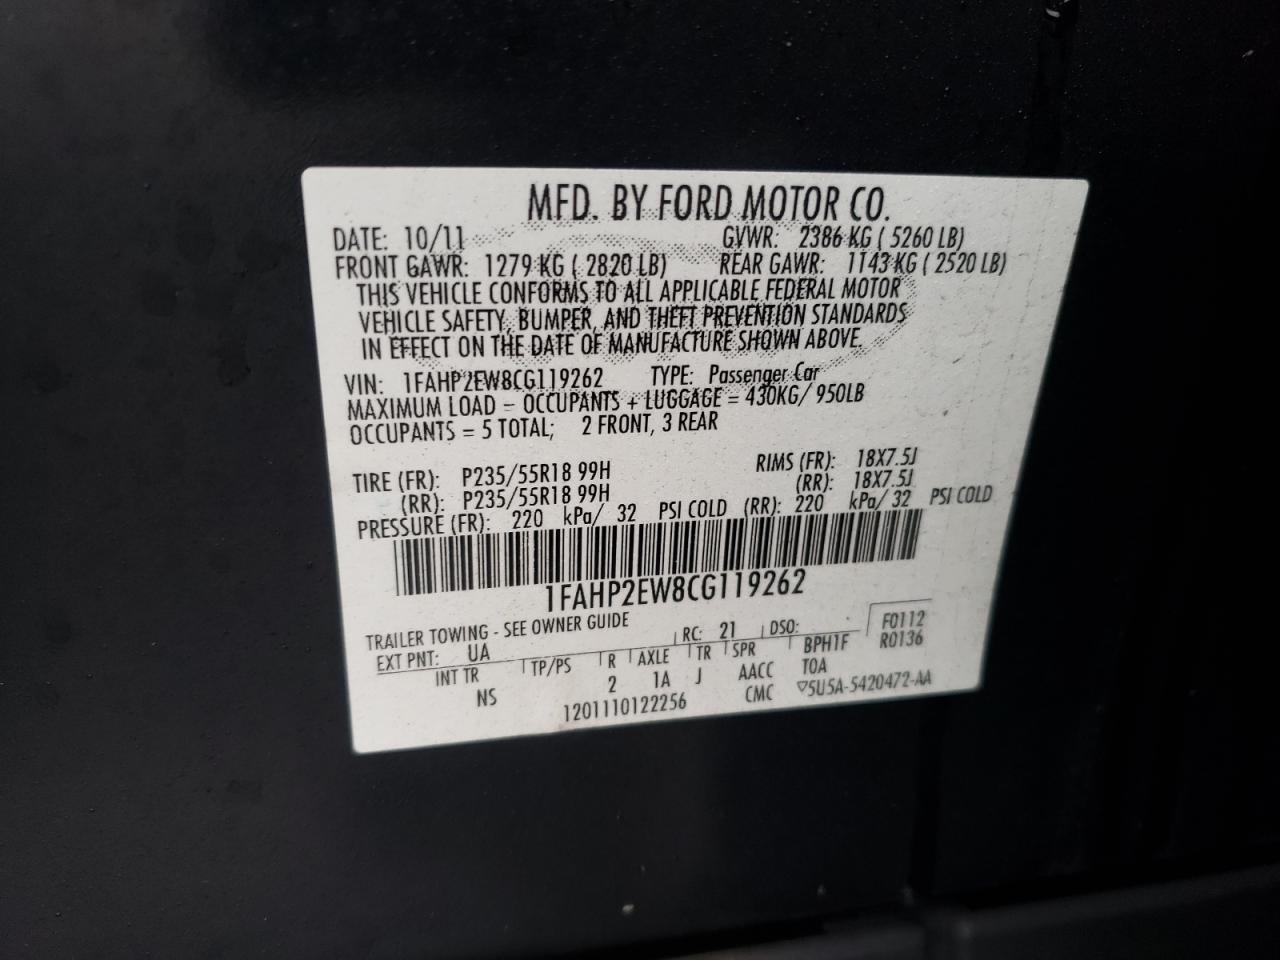 MFD. BY FORD MOTOR CO.
DATE: 10/11 GVWR: 2386 KG ( 5260 LB)
FRONT GAWR: 1279 KG ( 2820 LB) REAR GAWR: 1143 KG ( 2520 LB)
THIS VEHICLE CONFORMS TO ALL APPLICABLE FEDERAL MOTOR
VEHICLE SAFETY, BUMPER, AND THEFT PREVENTION STANDARDS
IN EFFECT ON THE DATE OF MANUFACTURE SHOWN ABOVE.
VIN: 1FAHP2EW8CG119262 TYPE: Passenger Car
MAXIMUM LOAD = OCCUPANTS + LUGGAGE = 430KG/ 950LB
OCCUPANTS = 5 TOTAL; 2 FRONT, 3 REAR
TIRE (FR): P235/55R18 99H RIMS (FR): 18X7.5J
(RR): P235/55R18 99H (RR): 18X7.5J
PRESSURE (FR): 220 kPa/ 32 PSI COLD (RR): 220 kPa/ 32 PSI COLD
1FAHP2EW8CG119262
TRAILER TOWING - SEE OWNER GUIDE
EXT PNT: UA RC: 21 DSO: F0112
INT TR TP/PS R AXLE TR SPR BPH1F R0136
NS 2 1A J AACC TOA
1201110122256 CMC ▽5U5A-5420472-AA